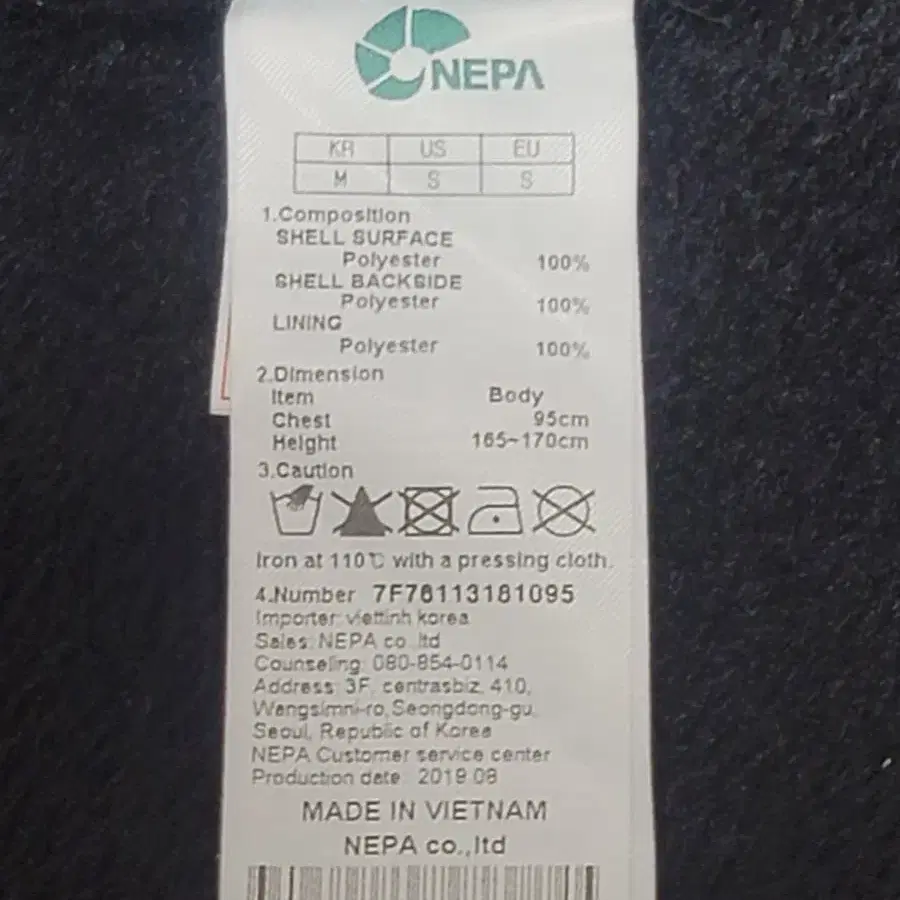 NEPA
KR US EU
M S S
1.Composition
SHELL SURFACE
Polyester 100%
SHELL BACKSIDE
Polyester 100%
LINING
Polyester 100%
2.Dimension
Item Body
Chest 95cm
Height 165~170cm
3.Caution
Iron at 110℃ with a pressing cloth.
4.Number 7F78113181095
Importer: viettinh korea
Sales: NEPA co.,ltd
Counseling: 080-854-0114
Address: 3F, centrasbiz, 410,
Wangsimni-ro, Seongdong-gu,
Seoul, Republic of Korea
NEPA Customer service center
Production date: 2019.08
MADE IN VIETNAM
NEPA co.,ltd